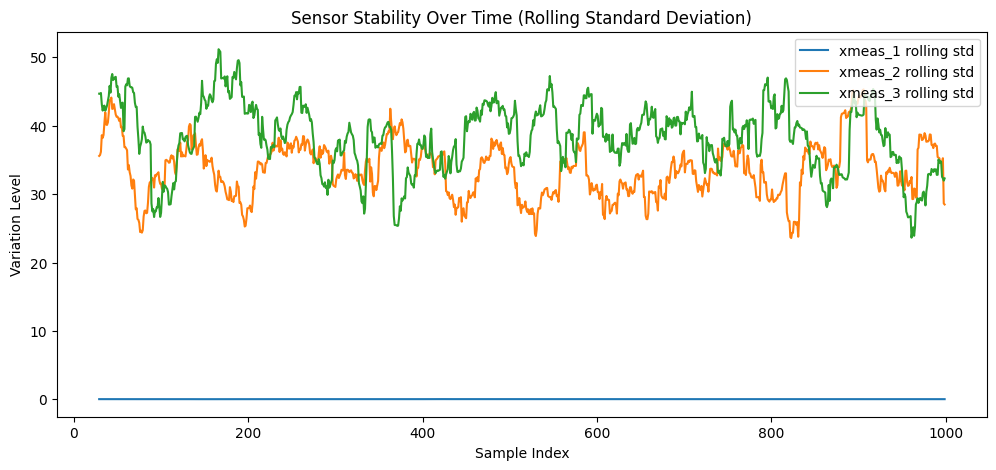 Sensor Stability Over Time (Rolling Standard Deviation)
xmeas_1 rolling std
xmeas_2 rolling std
xmeas_3 rolling std
Variation Level
50
40
30
20
10
0
0
200
400
600
800
1000
Sample Index